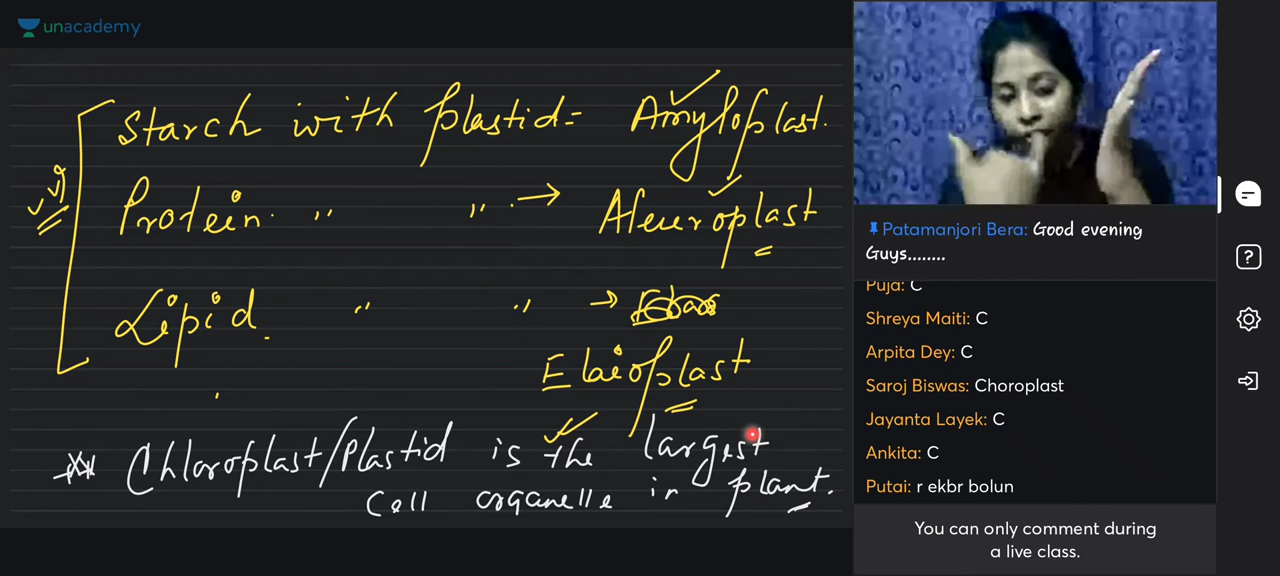 unacademy
Starch with plastid = Amyloplast.
Protein. " " . → Aleuroplast
Lipid. " " →
Elaioplast
Chloroplast/Plastid is the largest
Cell organelle in plant.
Patamanjori Bera: Good evening
Guys........
Puja: C
Shreya Maiti: C
Arpita Dey: C
Saroj Biswas: Choroplast
Jayanta Layek: C
Ankita: C
Putai: r ekbr bolun
You can only comment during
a live class.
?